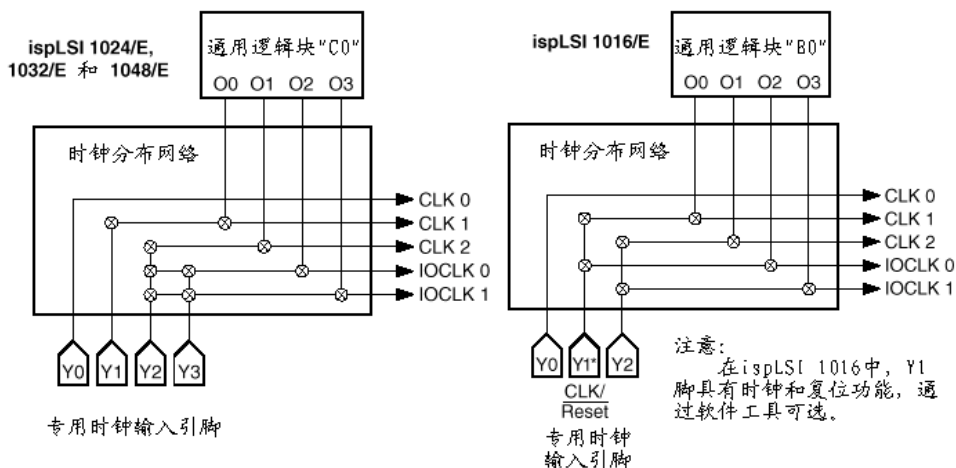 ispLSI 1024/E,
1032/E 和 1048/E
通用逻辑块"C0"
O0 O1 O2 O3
时钟分布网络
CLK 0
CLK 1
CLK 2
IOCLK 0
IOCLK 1
Y0 Y1 Y2 Y3
专用时钟输入引脚
ispLSI 1016/E
通用逻辑块"B0"
O0 O1 O2 O3
时钟分布网络
CLK 0
CLK 1
CLK 2
IOCLK 0
IOCLK 1
Y0 Y1* Y2
CLK/
Reset
专用时钟
输入引脚
注意:
在ispLSI 1016中, Y1
脚具有时钟和复位功能, 通
过软件工具可选。